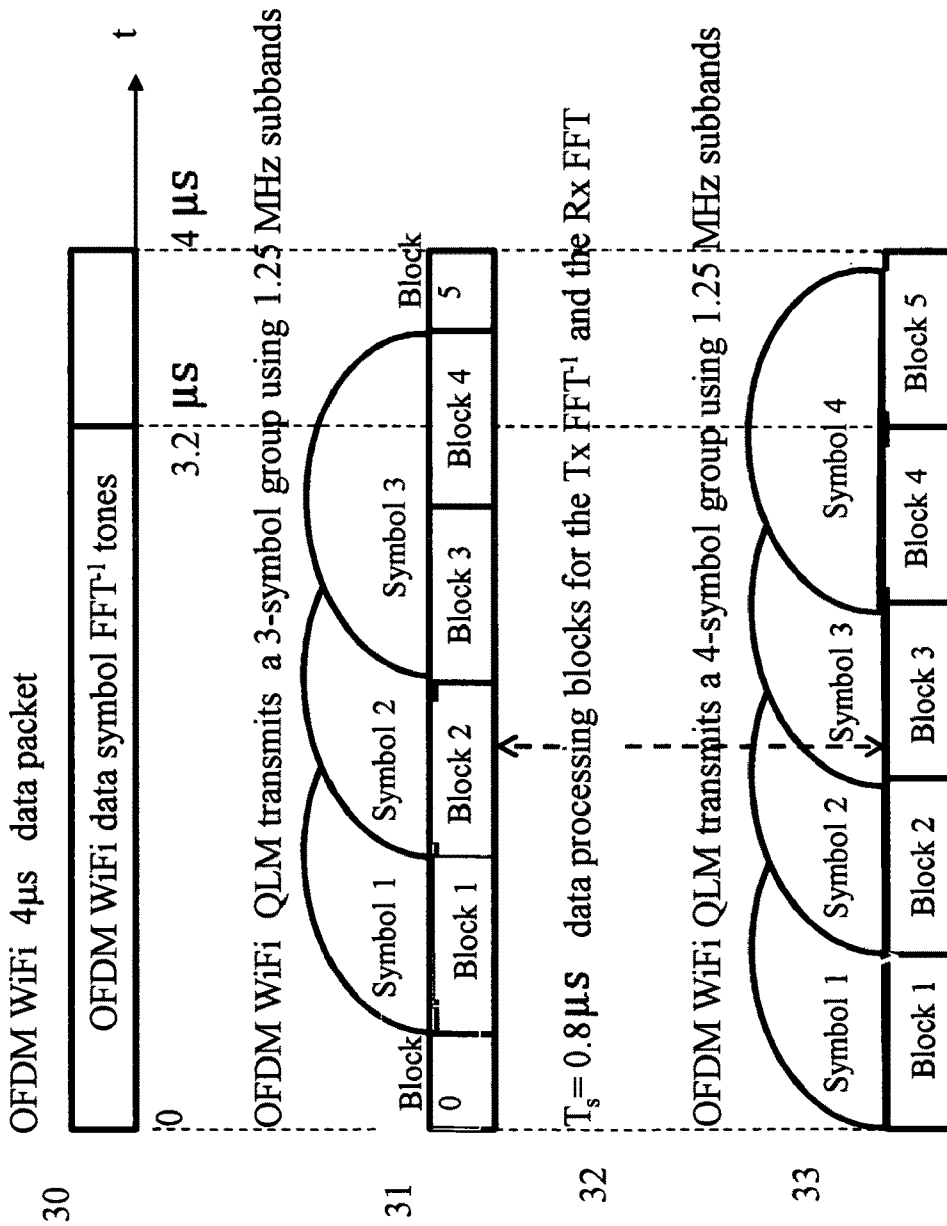 30
OFDM WiFi 4μs data packet
OFDM WiFi data symbol FFT⁻¹ tones
0
3.2 μs
4 μs
t
31
OFDM WiFi QLM transmits a 3-symbol group using 1.25 MHz subbands
Symbol 1
Symbol 2
Symbol 3
Block
0
Block 1
Block 2
Block 3
Block 4
Block
5
32
Tₛ= 0.8μs data processing blocks for the Tx FFT⁻¹ and the Rx FFT
33
OFDM WiFi QLM transmits a 4-symbol group using 1.25 MHz subbands
Symbol 1
Symbol 2
Symbol 3
Symbol 4
Block 1
Block 2
Block 3
Block 4
Block 5